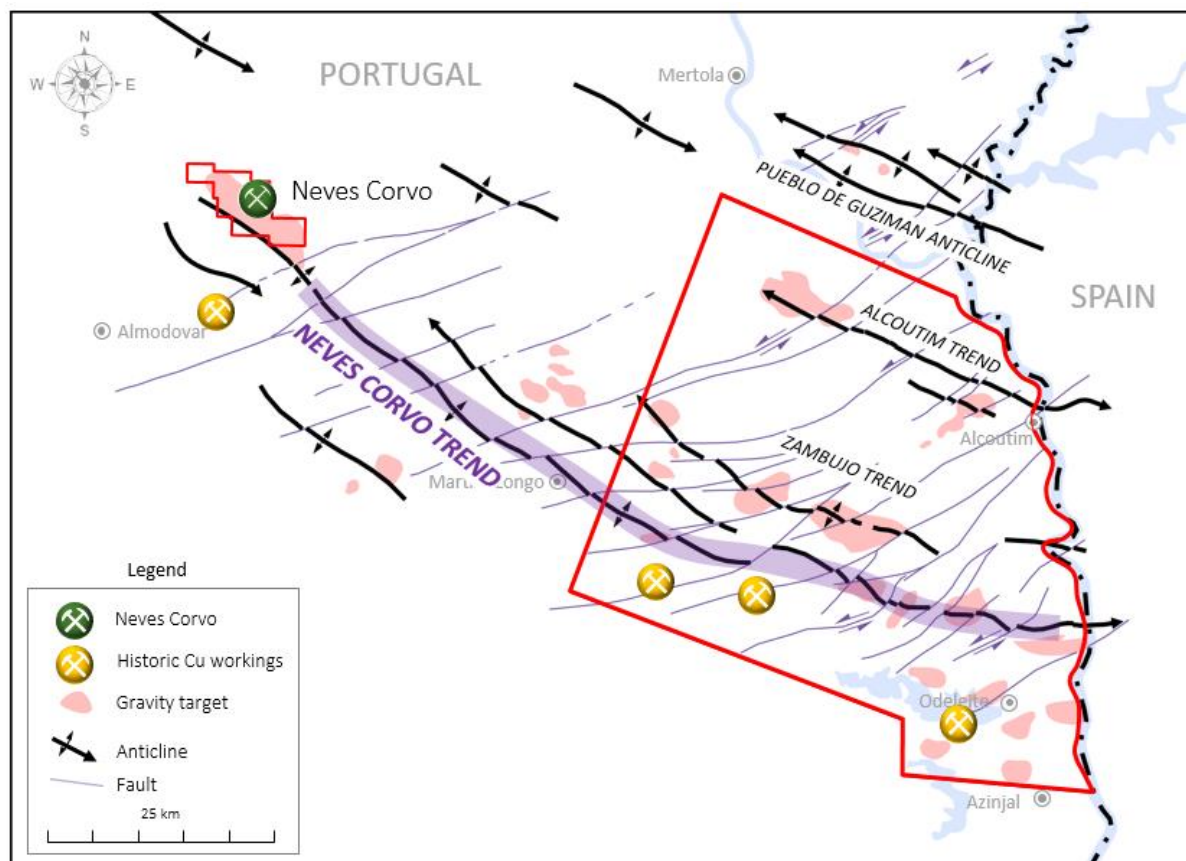 N
W
E
S
PORTUGAL
Mertola
PUEBLO DE GUZIMAN ANTICLINE
Neves Corvo
SPAIN
Almodovar
ALCOUTIM TREND
NEVES CORVO TREND
Alcoutim
ZAMBUJO TREND
Longo
Odeleite
Azinjal
Legend
Neves Corvo
Historic Cu workings
Gravity target
Anticline
Fault
25 km